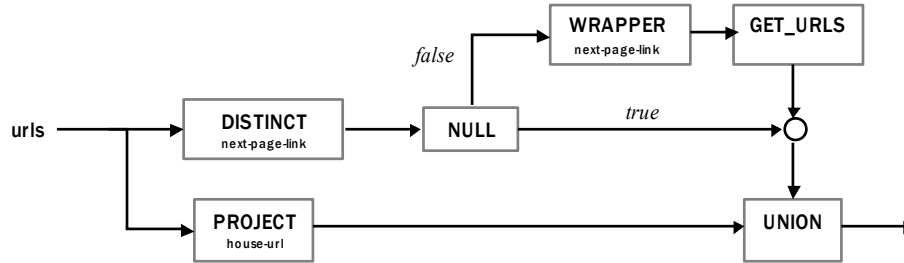 WRAPPER
next-page-link
GET_URLS
false
urls
DISTINCT
next-page-link
NULL
true
PROJECT
house-url
UNION